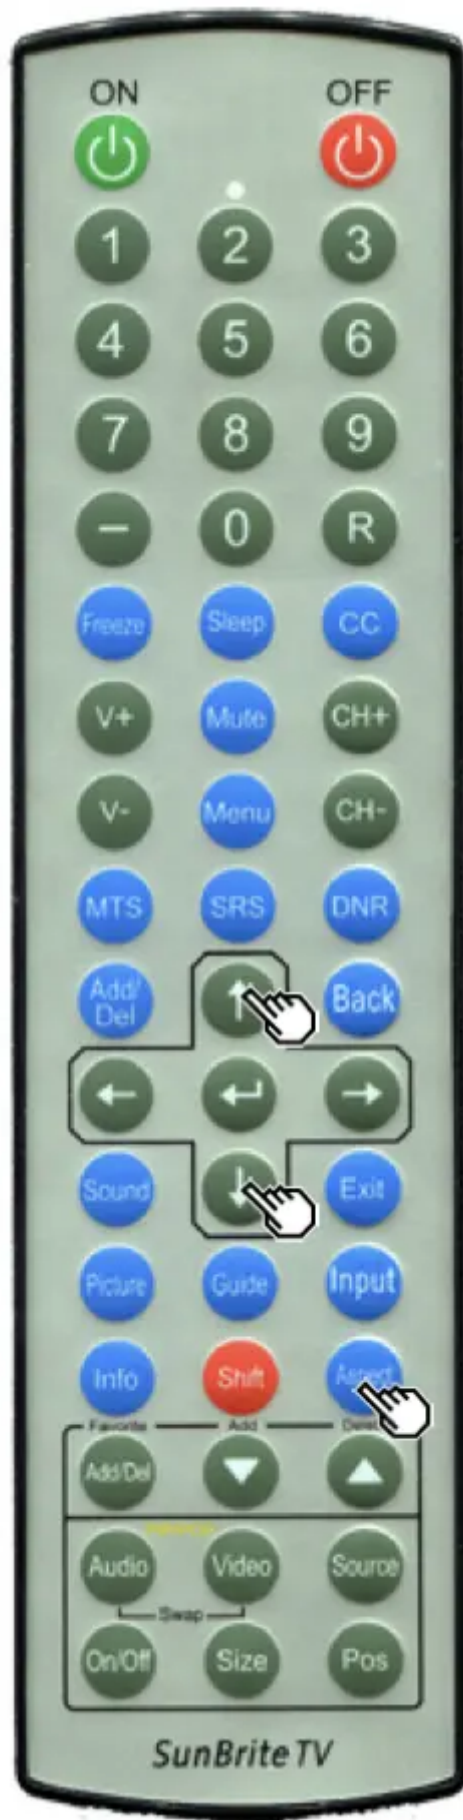 ON OFF
1 2 3
4 5 6
7 8 9
– 0 R
Freeze Sleep CC
V+ Mute CH+
V- Menu CH-
MTS SRS DNR
Add/
Del Back
Sound Exit
Picture Guide Input
Info Shift Aspect
Favorite Add
Add/Del
Audio Video Source
Swap
On/Off Size Pos
SunBriteTV